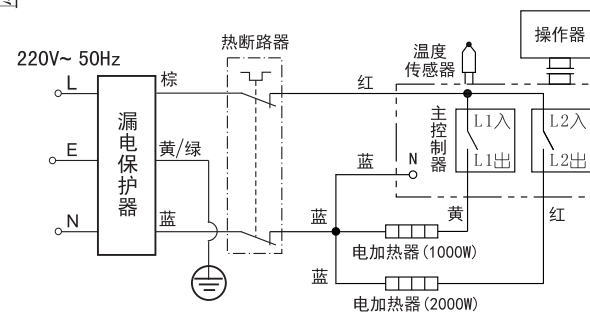 操作器
热断路器
温度
传感器
220V~ 50Hz
L
棕
红
漏电保护器
主控制器
L1入
L2入
E
黄/绿
蓝
N
L1出
L2出
N
蓝
蓝
黄
红
电加热器(1000W)
蓝
电加热器(2000W)